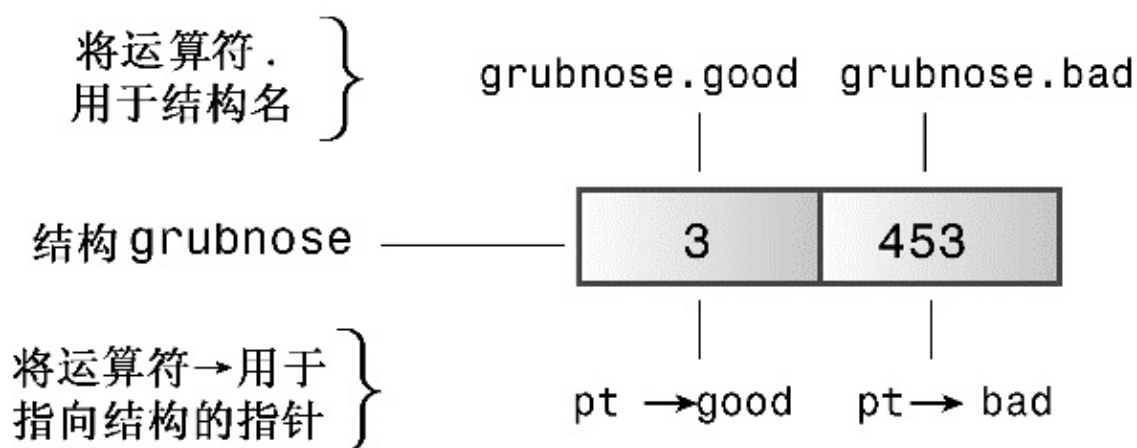 将运算符.
用于结构名
grubnose.good grubnose.bad
结构grubnose
3 453
将运算符→用于
指向结构的指针
pt →good pt→ bad